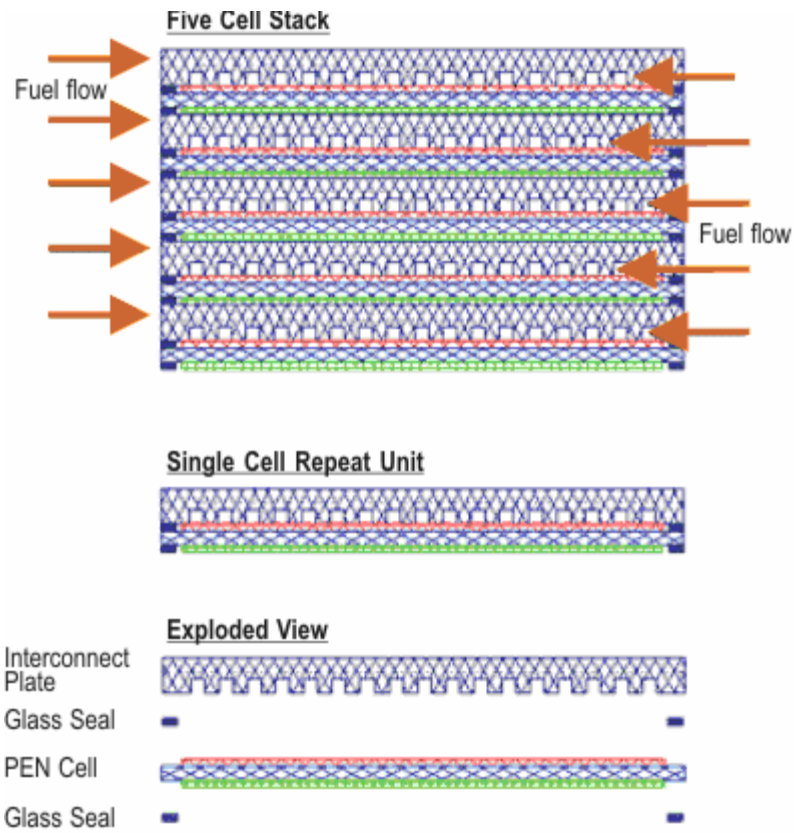 Five Cell Stack
Fuel flow
Fuel flow
Single Cell Repeat Unit
Exploded View
Interconnect
Plate
Glass Seal
PEN Cell
Glass Seal